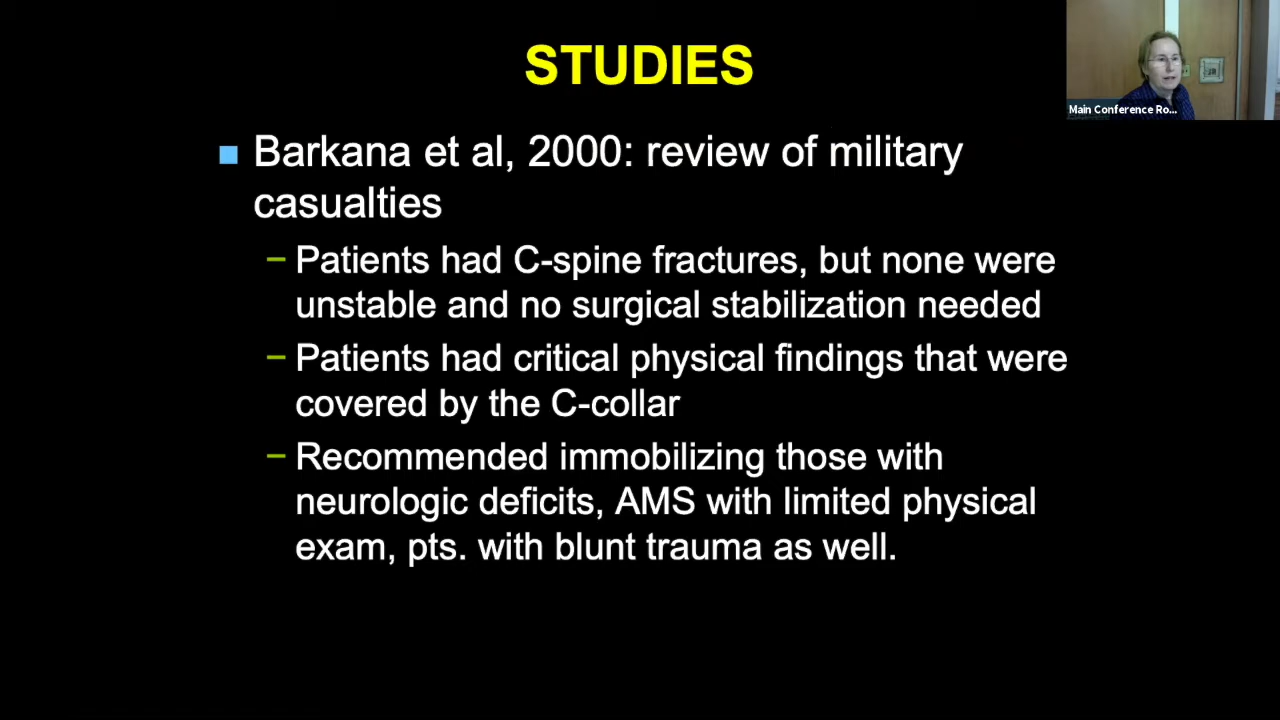 STUDIES
Main Conference Ro...
Barkana et al, 2000: review of military
casualties
– Patients had C-spine fractures, but none were
unstable and no surgical stabilization needed
– Patients had critical physical findings that were
covered by the C-collar
– Recommended immobilizing those with
neurologic deficits, AMS with limited physical
exam, pts. with blunt trauma as well.